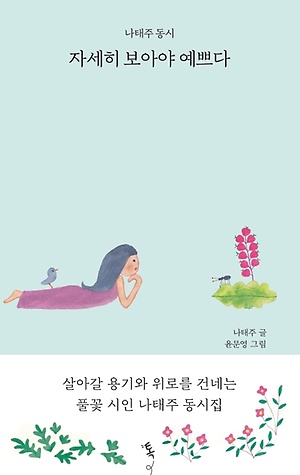 나태주 동시
자세히 보아야 예쁘다
나태주 글
윤문영 그림
살아갈 용기와 위로를 건네는
풀꽃 시인 나태주 동시집
톡